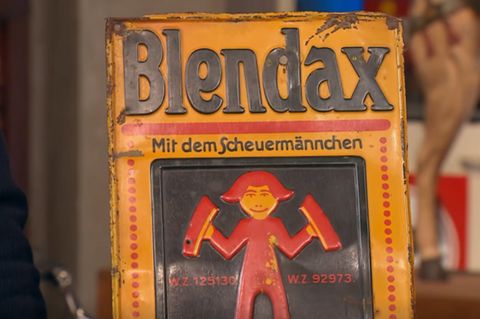 Blendax
Mit dem Scheuermännchen
W.Z. 125130. W.Z. 92973.